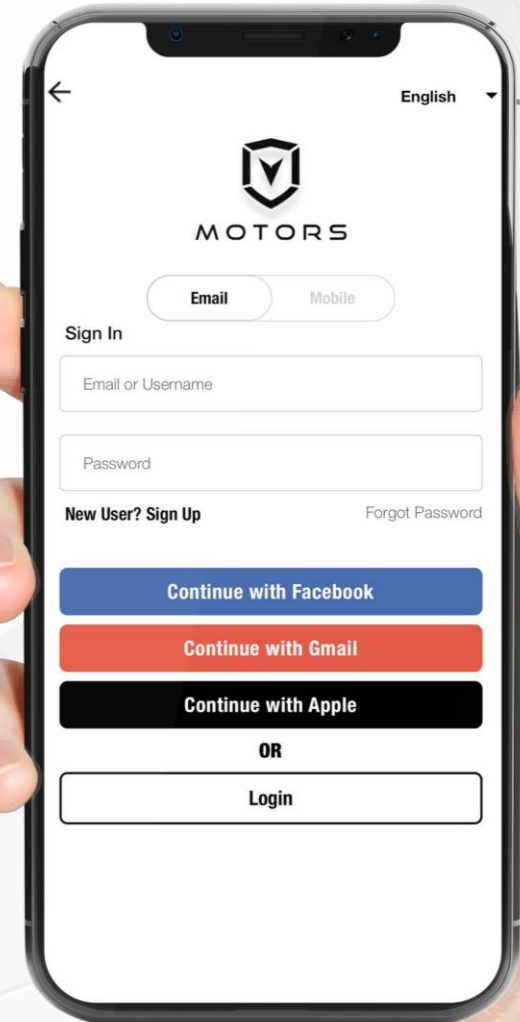 English
MOTORS
Email Mobile
Sign In
Email or Username
Password
New User? Sign Up Forgot Password
Continue with Facebook
Continue with Gmail
Continue with Apple
OR
Login